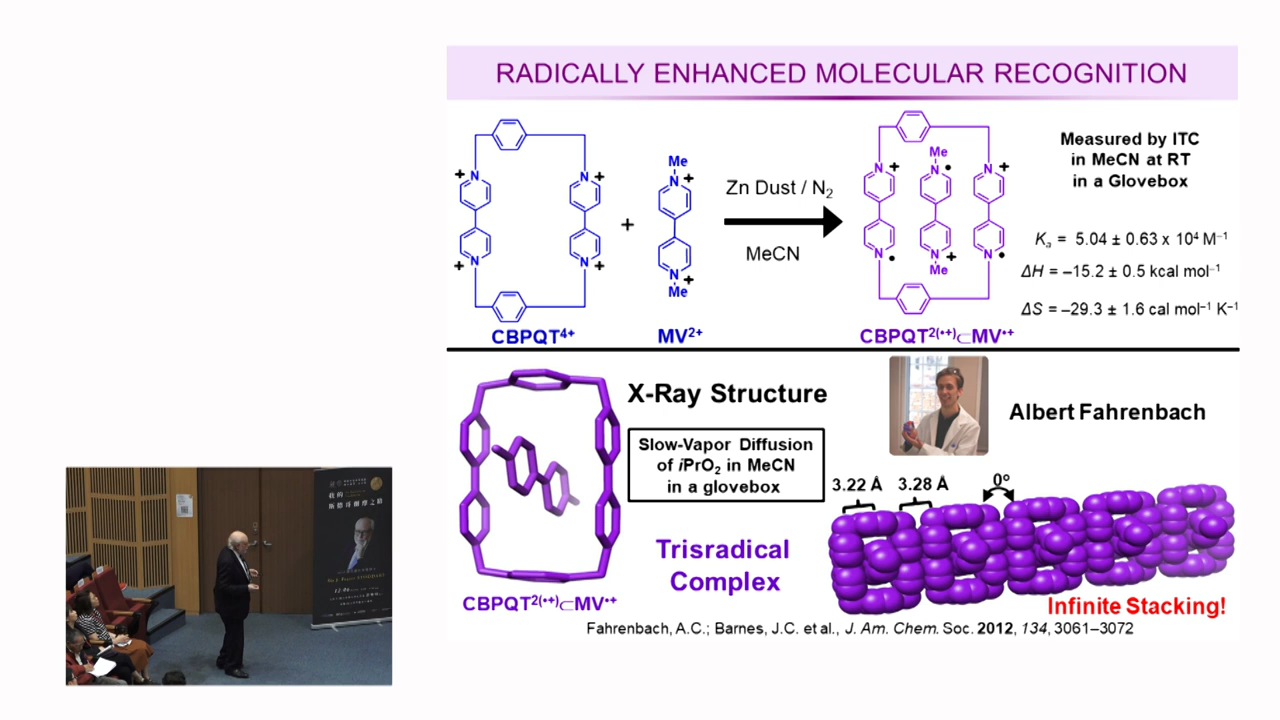 RADICALLY ENHANCED MOLECULAR RECOGNITION
N + N +
N + N +
CBPQT4+
+
Me
N +
N +
Me
MV2+
Zn Dust / N2
MeCN
N + Me N • N +
N • N + Me N •
CBPQT2(•+)⊂MV•+
Measured by ITC
in MeCN at RT
in a Glovebox
Ka = 5.04 ± 0.63 x 10⁴ M⁻¹
ΔH = –15.2 ± 0.5 kcal mol⁻¹
ΔS = –29.3 ± 1.6 cal mol⁻¹ K⁻¹
X-Ray Structure
Slow-Vapor Diffusion
of iPrO2 in MeCN
in a glovebox
Trisradical
Complex
CBPQT2(•+)⊂MV•+
Albert Fahrenbach
3.22 Å 3.28 Å 0o
Infinite Stacking!
Fahrenbach, A.C.; Barnes, J.C. et al., J. Am. Chem. Soc. 2012, 134, 3061–3072
我的